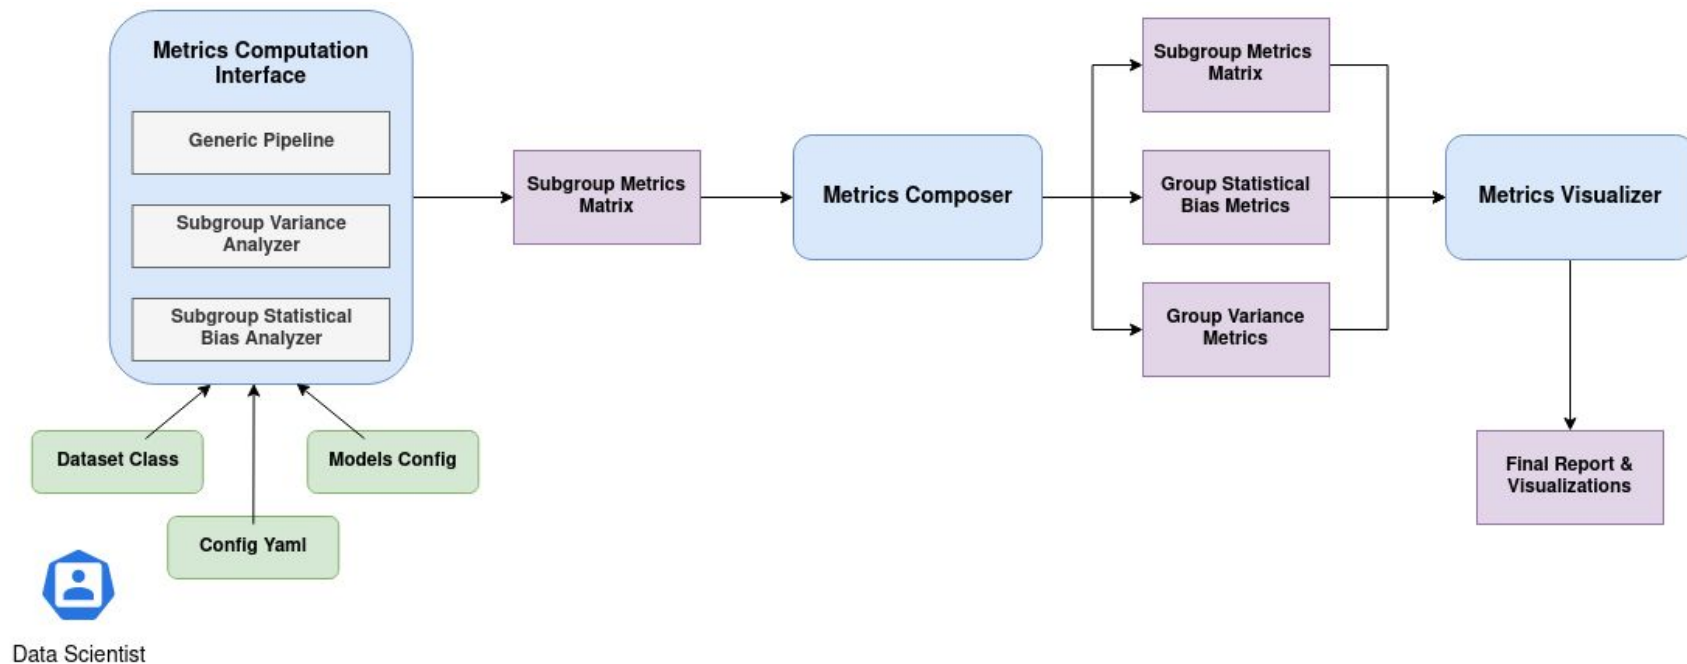 Metrics Computation
Interface
Generic Pipeline
Subgroup Variance
Analyzer
Subgroup Statistical
Bias Analyzer
Dataset Class
Models Config
Config Yaml
Data Scientist
Subgroup Metrics
Matrix
Metrics Composer
Subgroup Metrics
Matrix
Group Statistical
Bias Metrics
Group Variance
Metrics
Metrics Visualizer
Final Report &
Visualizations